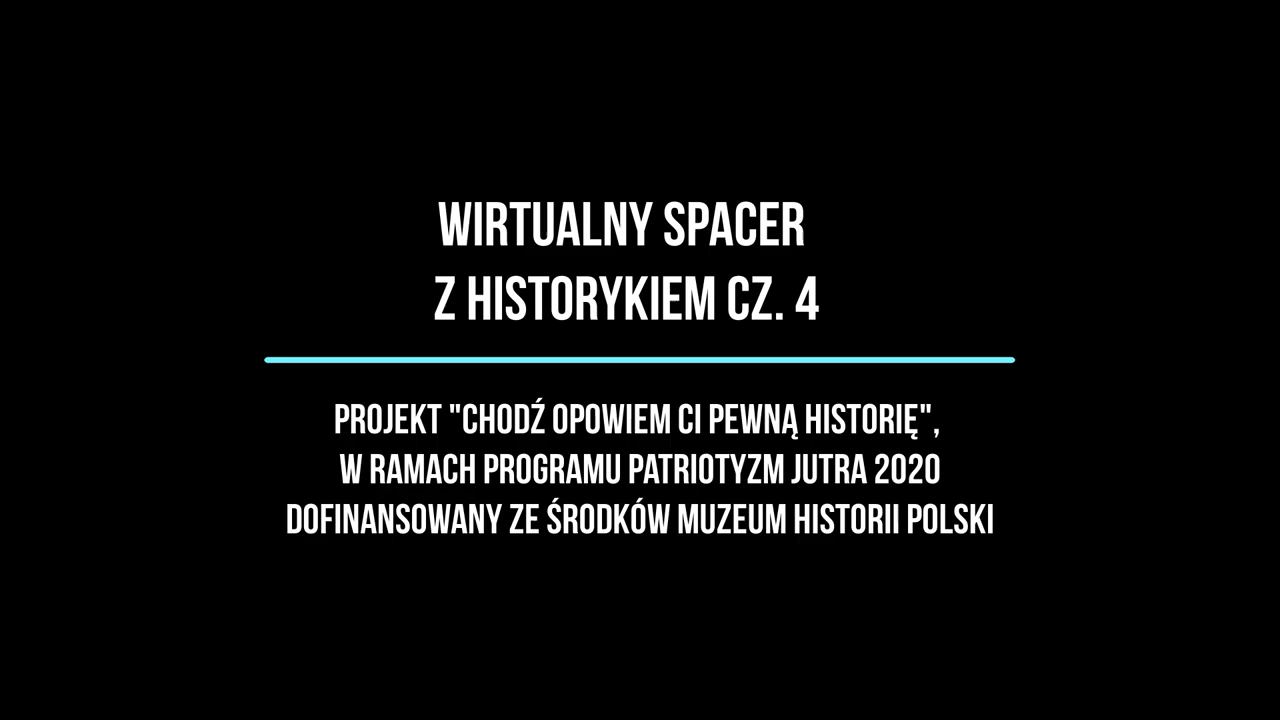 WIRTUALNY SPACER
Z HISTORYKIEM CZ. 4
PROJEKT "CHODŹ OPOWIEM CI PEWNĄ HISTORIĘ",
W RAMACH PROGRAMU PATRIOTYZM JUTRA 2020
DOFINANSOWANY ZE ŚRODKÓW MUZEUM HISTORII POLSKI